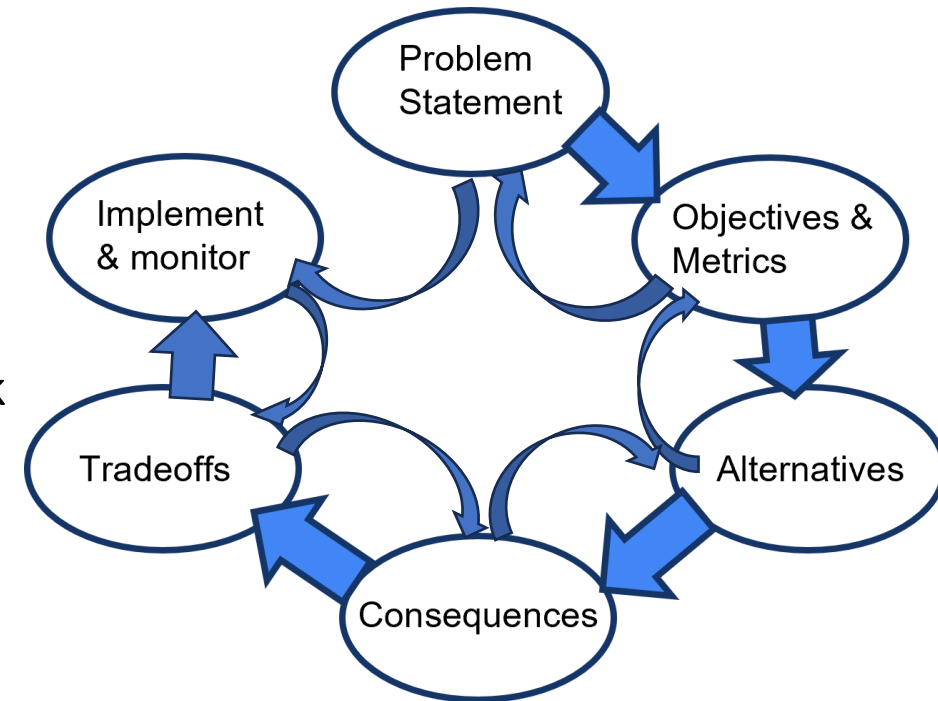 Problem
Statement
Objectives &
Metrics
Alternatives
Consequences
Tradeoffs
Implement
& monitor
k